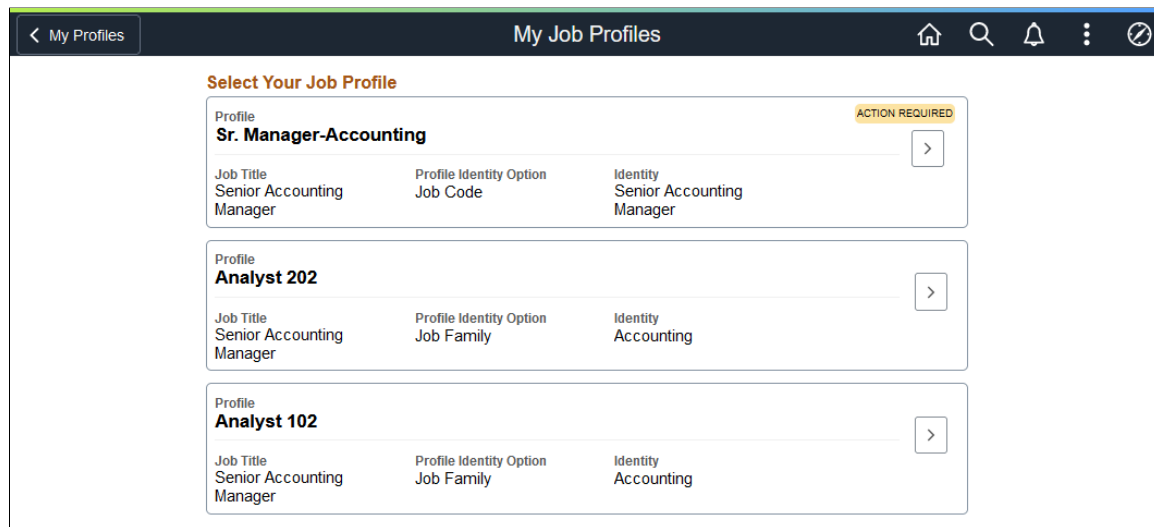 My Profiles
My Job Profiles
Select Your Job Profile
Profile
ACTION REQUIRED
Sr. Manager-Accounting
Job Title Profile Identity Option Identity
Senior Accounting Job Code Senior Accounting
Manager Manager
Profile
Analyst 202
Job Title Profile Identity Option Identity
Senior Accounting Job Family Accounting
Manager
Profile
Analyst 102
Job Title Profile Identity Option Identity
Senior Accounting Job Family Accounting
Manager